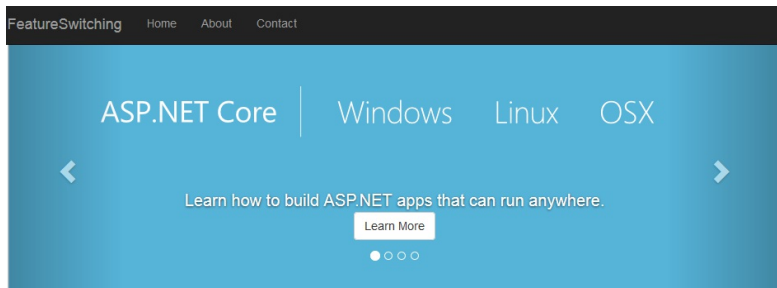 FeatureSwitching Home About Contact
ASP.NET Core Windows Linux OSX
Learn how to build ASP.NET apps that can run anywhere.
Learn More